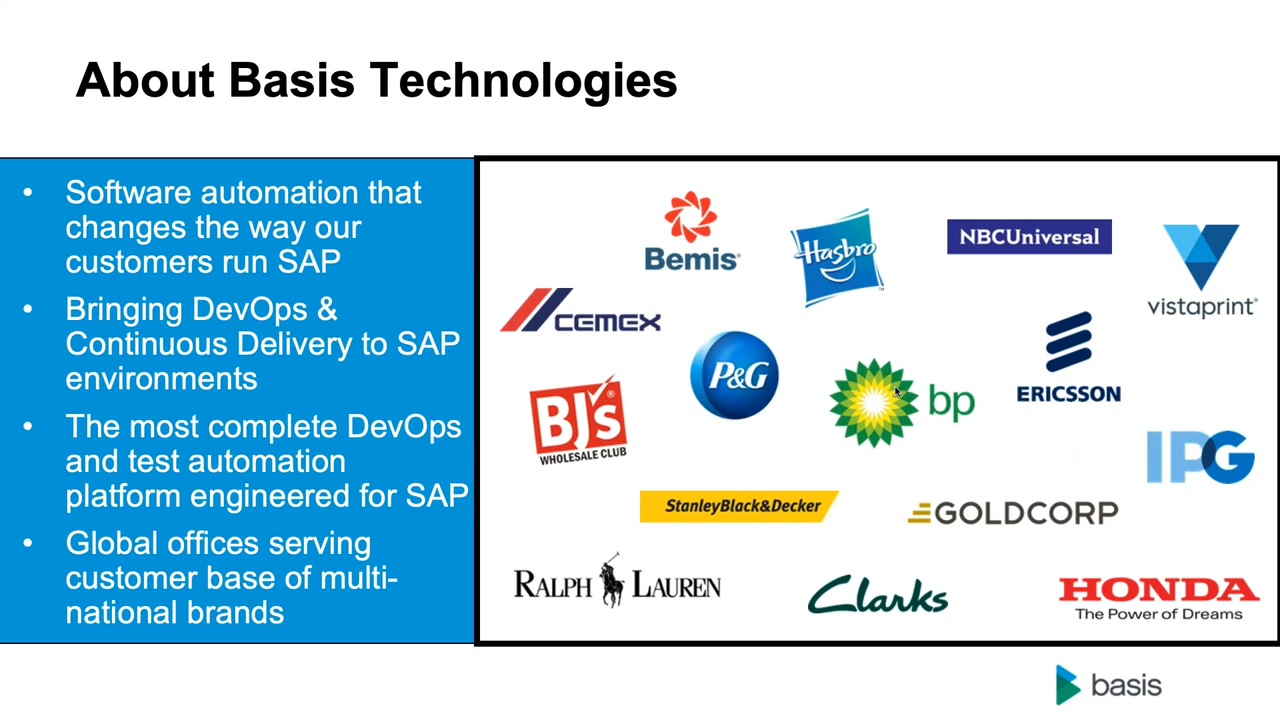 About Basis Technologies
• Software automation that
changes the way our
customers run SAP
• Bringing DevOps &
Continuous Delivery to SAP
environments
• The most complete DevOps
and test automation
platform engineered for SAP
• Global offices serving
customer base of multi-
national brands
Bemis®
Hasbro
NBCUniversal
vistaprint®
CEMEX
P&G
bp
ERICSSON
BJ's®
WHOLESALE CLUB
IPG
StanleyBlack&Decker
GOLDCORP
RALPH LAUREN
Clarks
HONDA
The Power of Dreams
basis